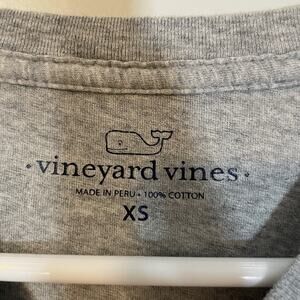 · vineyard vines ·
MADE IN PERU • 100% COTTON
XS